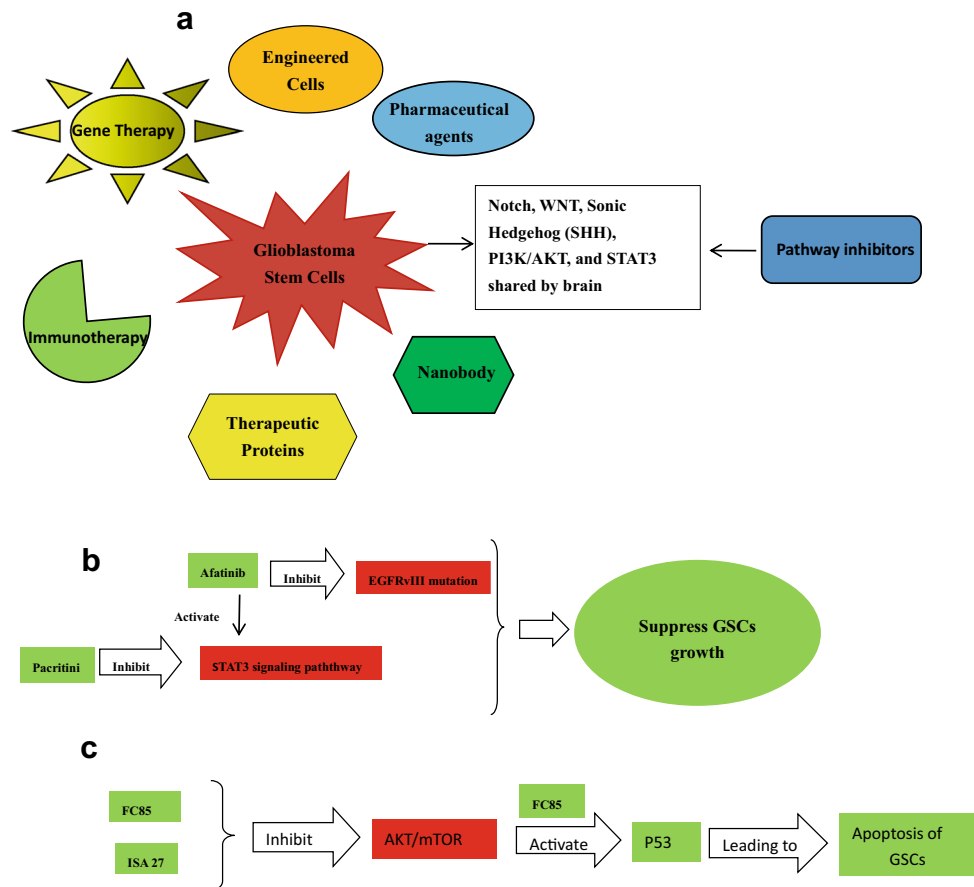 a
Engineered
Cells
Pharmaceutical
agents
Gene Therapy
Notch, WNT, Sonic
Hedgehog (SHH),
PI3K/AKT, and STAT3
shared by brain
Glioblastoma
Stem Cells
Pathway inhibitors
Immunotherapy
Nanobody
Therapeutic
Proteins
b
Afatinib
Inhibit
EGFRvIII mutation
Activate
Suppress GSCs
growth
Pacritini
Inhibit
STAT3 signaling paththway
c
FC85
ISA 27
Inhibit
AKT/mTOR
FC85
Activate
P53
Leading to
Apoptosis of
GSCs